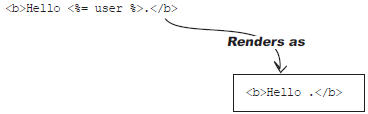 <b>Hello <%= user %>.</b>
Renders as
<b>Hello .</b>